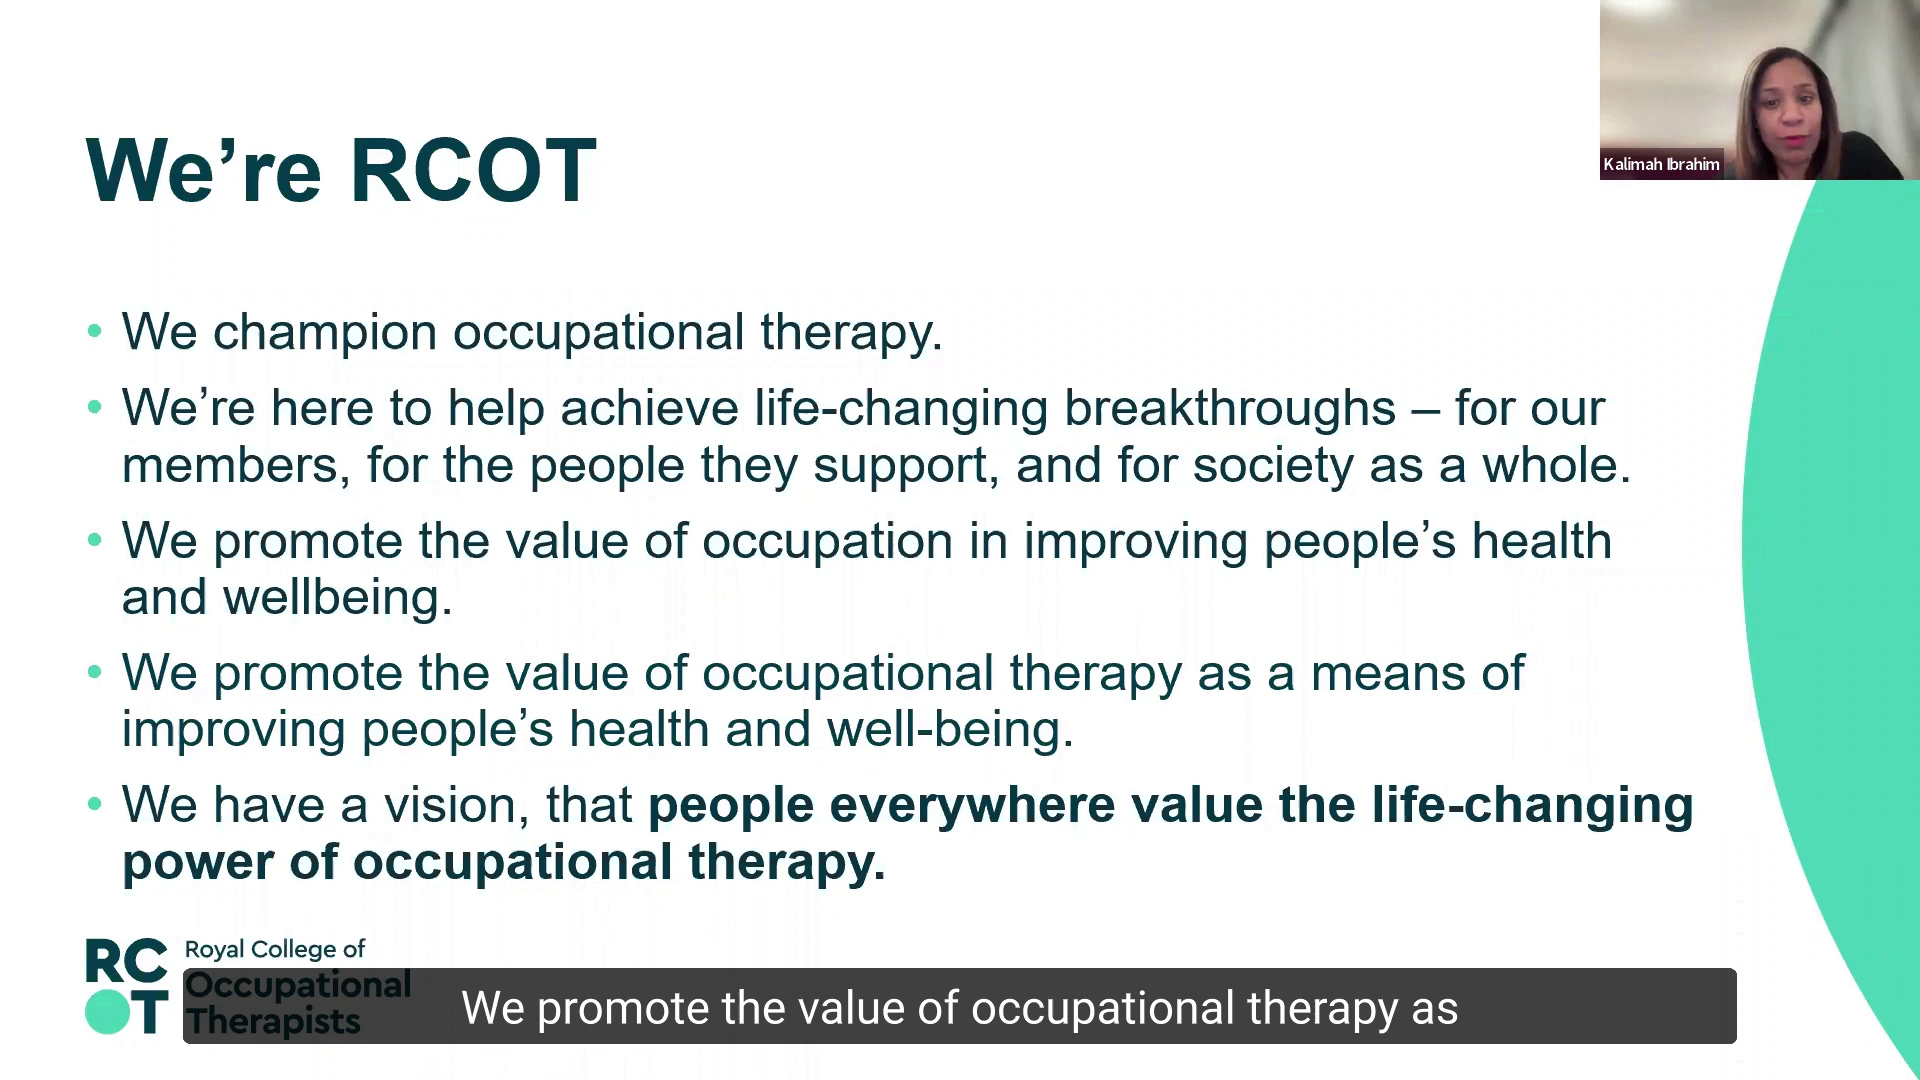 Kalimah Ibrahim
We’re RCOT
• We champion occupational therapy.
• We’re here to help achieve life-changing breakthroughs – for our
members, for the people they support, and for society as a whole.
• We promote the value of occupation in improving people’s health
and wellbeing.
• We promote the value of occupational therapy as a means of
improving people’s health and well-being.
• We have a vision, that people everywhere value the life-changing
power of occupational therapy.
RC
OT
Royal College of
Occupational
Therapists
We promote the value of occupational therapy as